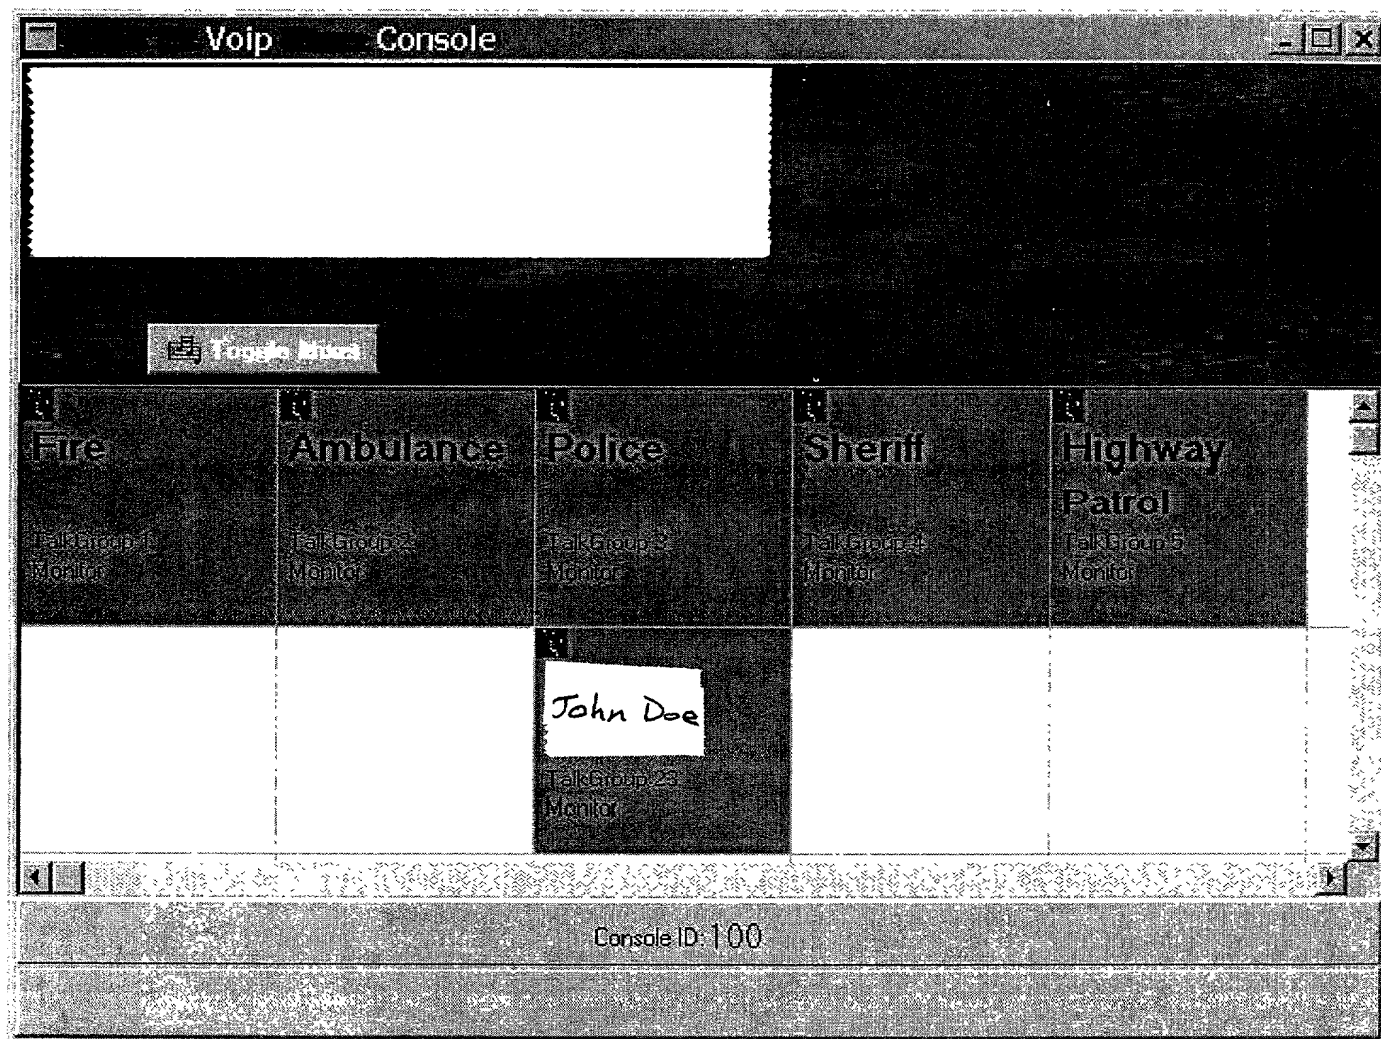 Voip Console
Toggle
Fire
TalkGroup: 1
Monitor
Ambulance
TalkGroup: 2
Monitor
Police
TalkGroup: 3
Monitor
Sheriff
TalkGroup: 4
Monitor
Highway
Patrol
TalkGroup: 5
Monitor
John Doe
TalkGroup: 23
Monitor
Console ID: 100